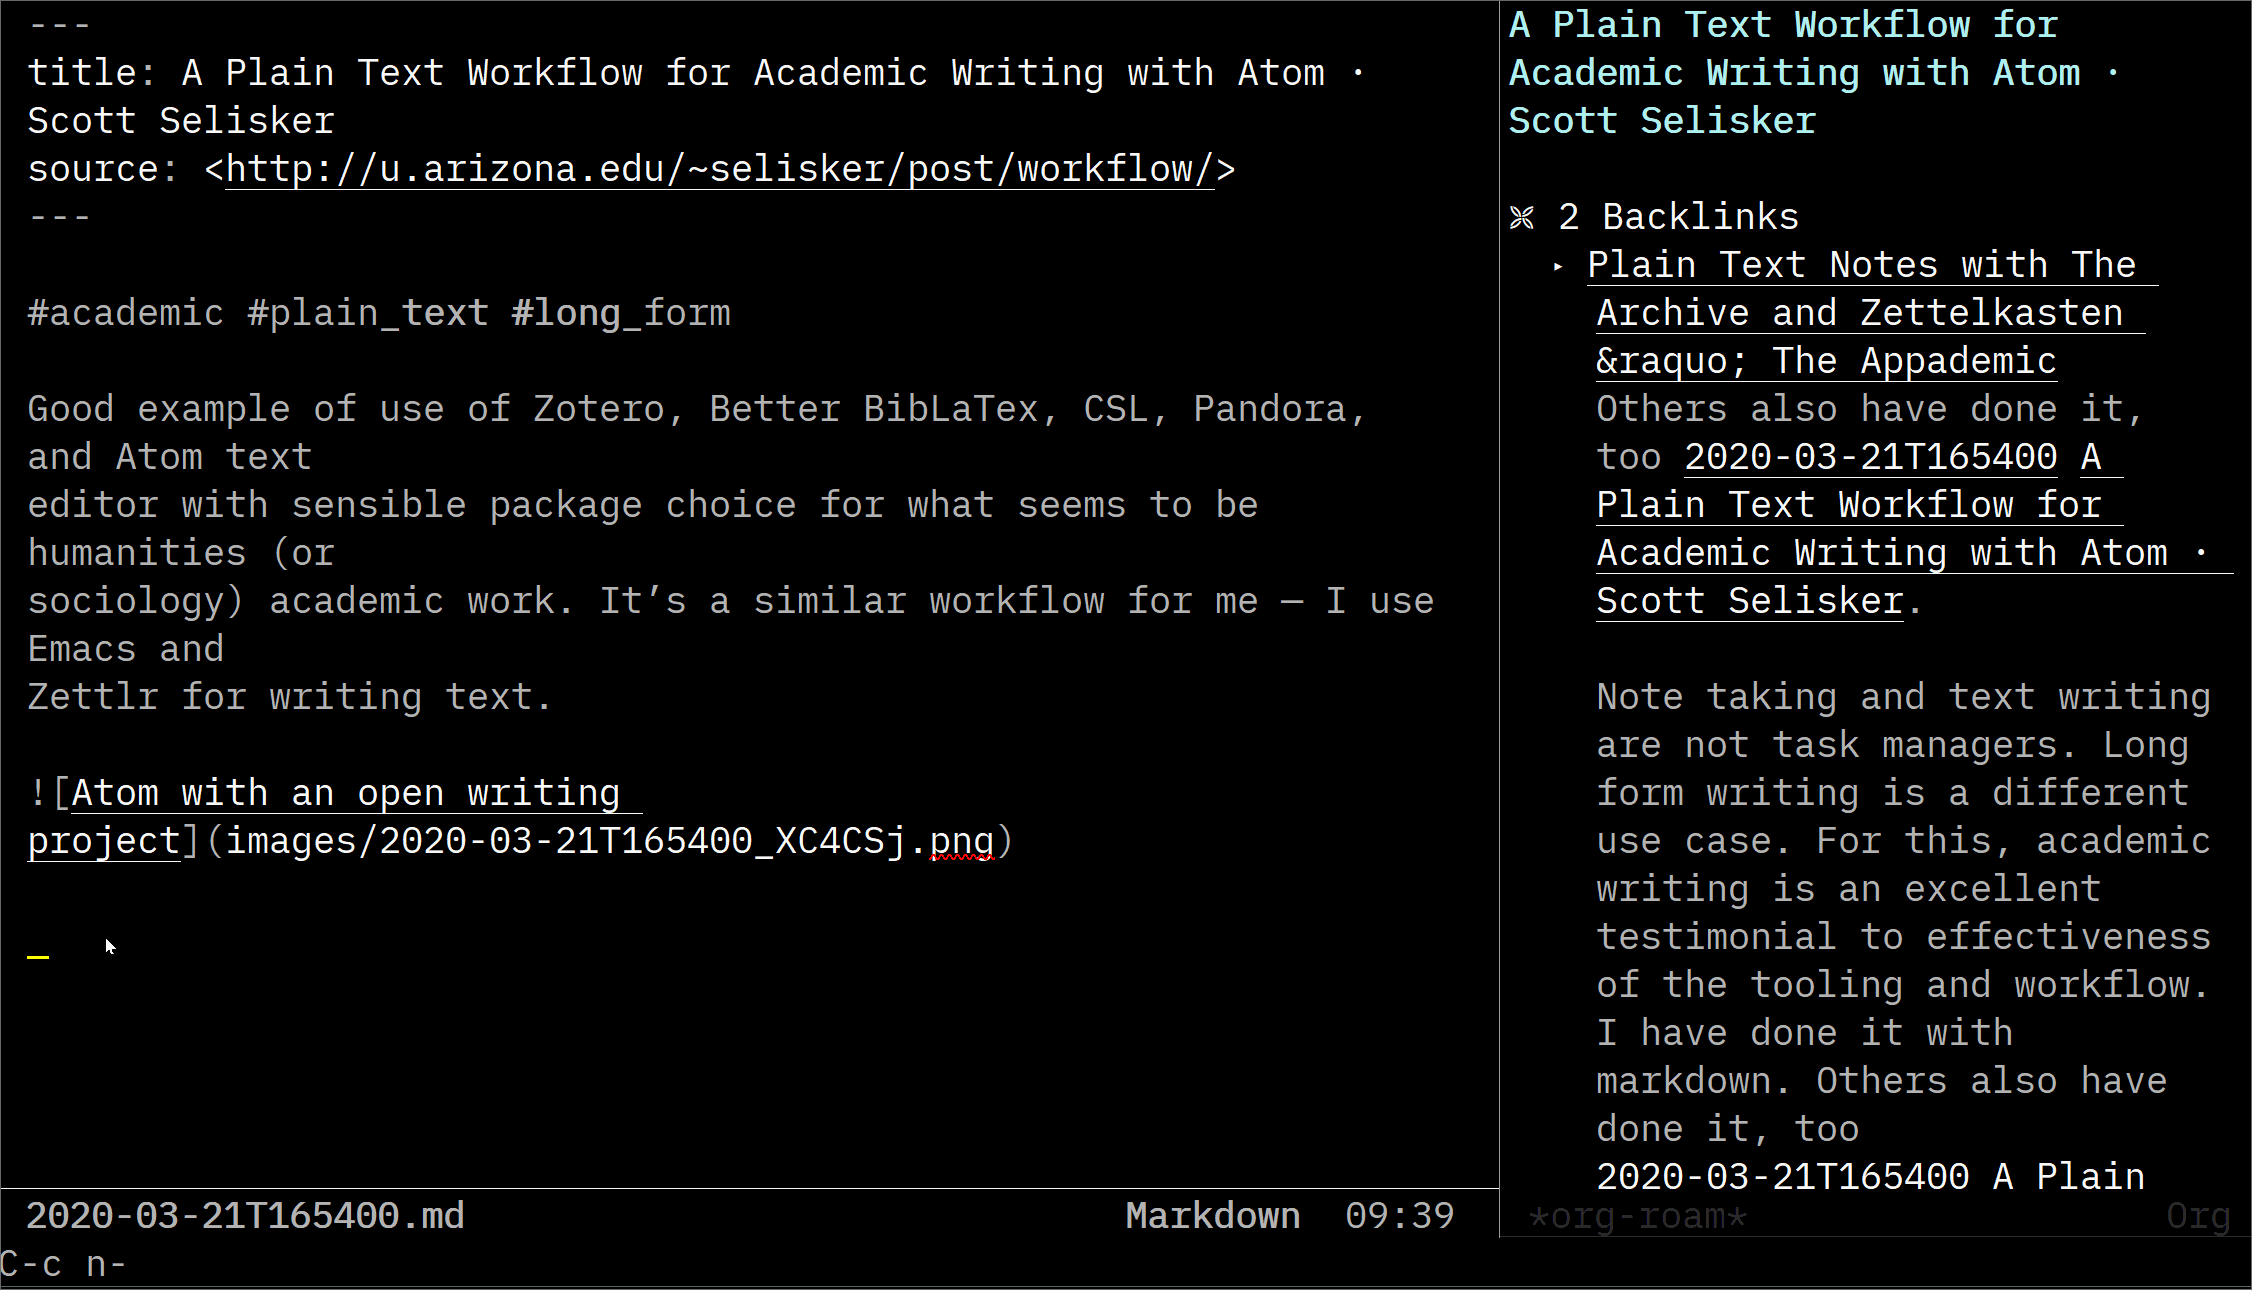 ---
title: A Plain Text Workflow for Academic Writing with Atom ·
Scott Selisker
source: <http://u.arizona.edu/~selisker/post/workflow/>
---
#academic #plain_text #long_form
Good example of use of Zotero, Better BibLaTex, CSL, Pandora,
and Atom text
editor with sensible package choice for what seems to be
humanities (or
sociology) academic work. It’s a similar workflow for me — I use
Emacs and
Zettlr for writing text.
![Atom with an open writing
project](images/2020-03-21T165400_XC4CSj.png)
2020-03-21T165400.md Markdown 09:39
C-c n-
A Plain Text Workflow for
Academic Writing with Atom ·
Scott Selisker
2 Backlinks
▸ Plain Text Notes with The
Archive and Zettelkasten
&raquo; The Appademic
Others also have done it,
too 2020-03-21T165400 A
Plain Text Workflow for
Academic Writing with Atom ·
Scott Selisker.
Note taking and text writing
are not task managers. Long
form writing is a different
use case. For this, academic
writing is an excellent
testimonial to effectiveness
of the tooling and workflow.
I have done it with
markdown. Others also have
done it, too
2020-03-21T165400 A Plain
*org-roam* Org